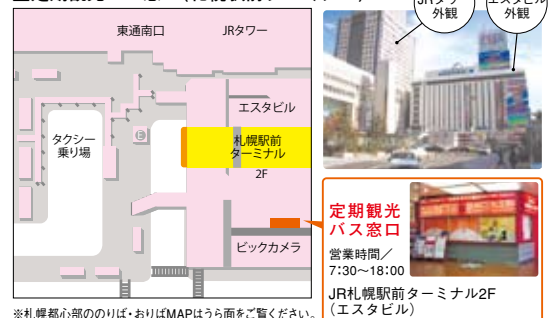 JRタワー
外観
エスタビル
外観
東通南口
JRタワー
エスタビル
E
タクシー
乗り場
札幌駅前
ターミナル
2F
ビックカメラ
定期観光
バス窓口
営業時間／
7:30～18:00
JR札幌駅前ターミナル2F
（エスタビル）
※札幌都心部ののりば・おりばMAPはうら面をご覧ください。